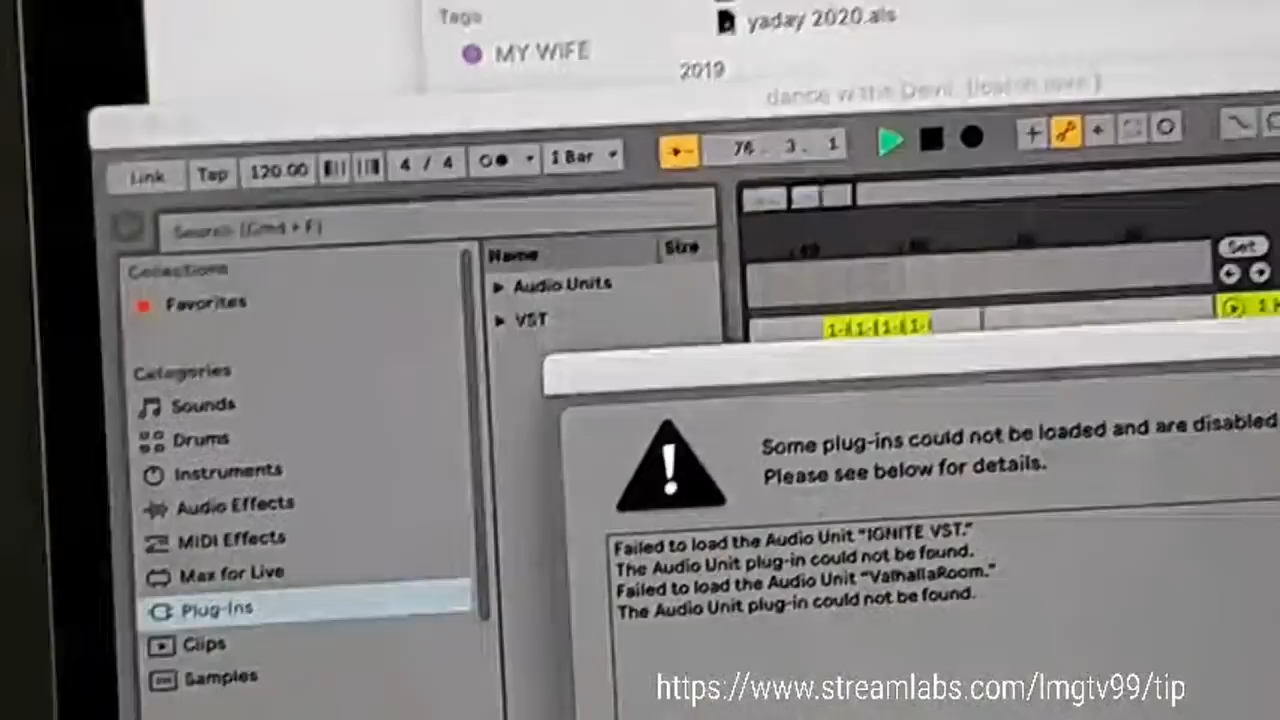 Tags
yaday 2020.als
MY WIFE
2019
Link
Tap
120.00
4 / 4
1 Bar
76. 3. 1
Search (Cmd + F)
Collections
Favorites
Categories
Sounds
Drums
Instruments
Audio Effects
MIDI Effects
Max for Live
Plug-Ins
Clips
Samples
Name
Size
Audio Units
VST
Set
Some plug-ins could not be loaded and are disabled
Please see below for details.
Failed to load the Audio Unit "IGNITE VST."
The Audio Unit plug-in could not be found.
Failed to load the Audio Unit "ValhallaRoom."
The Audio Unit plug-in could not be found.
https://www.streamlabs.com/lmgtv99/tip